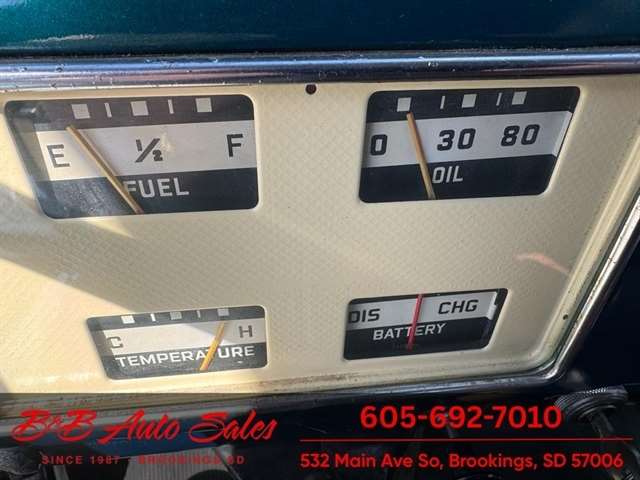 E 1/2 F
FUEL
0 30 80
OIL
C H
TEMPERATURE
DIS CHG
BATTERY
B&B Auto Sales
SINCE 1987 - BROOKINGS SD
605-692-7010
532 Main Ave So, Brookings, SD 57006